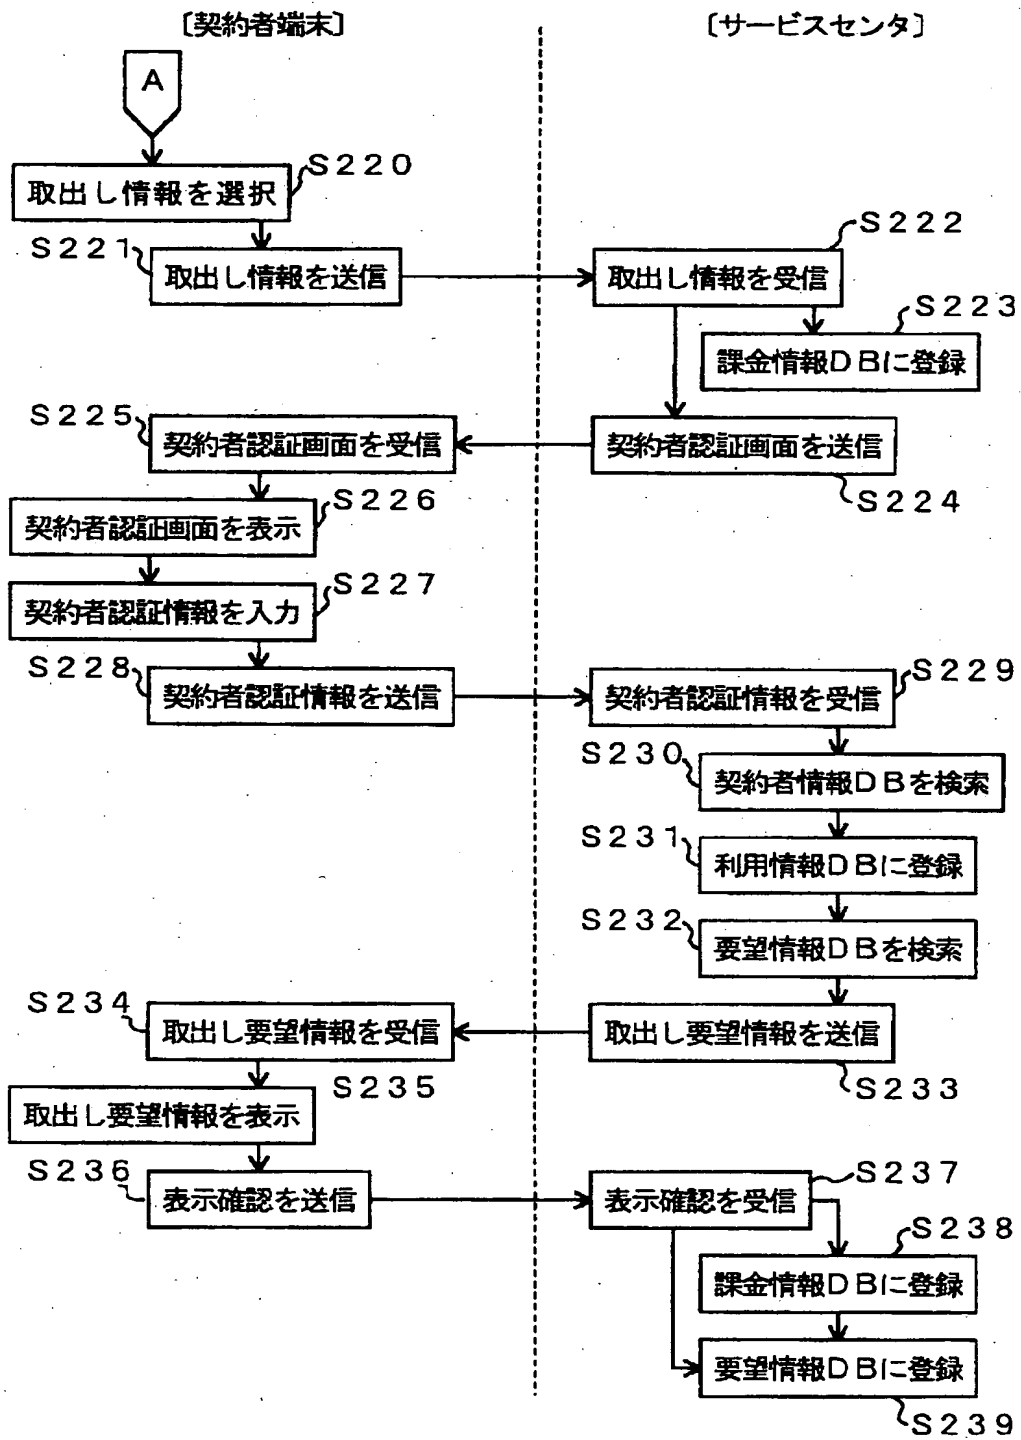 ［契約者端末］
［サービスセンタ］
A
S220
取出し情報を選択
S221
取出し情報を送信
S222
取出し情報を受信
S223
課金情報DBに登録
S225
契約者認証画面を受信
契約者認証画面を送信
S224
S226
契約者認証画面を表示
S227
契約者認証情報を入力
S228
契約者認証情報を送信
S229
契約者認証情報を受信
S230
契約者情報DBを検索
S231
利用情報DBに登録
S232
要望情報DBを検索
S234
取出し要望情報を受信
取出し要望情報を送信
S233
S235
取出し要望情報を表示
S236
表示確認を送信
S237
表示確認を受信
S238
課金情報DBに登録
要望情報DBに登録
S239